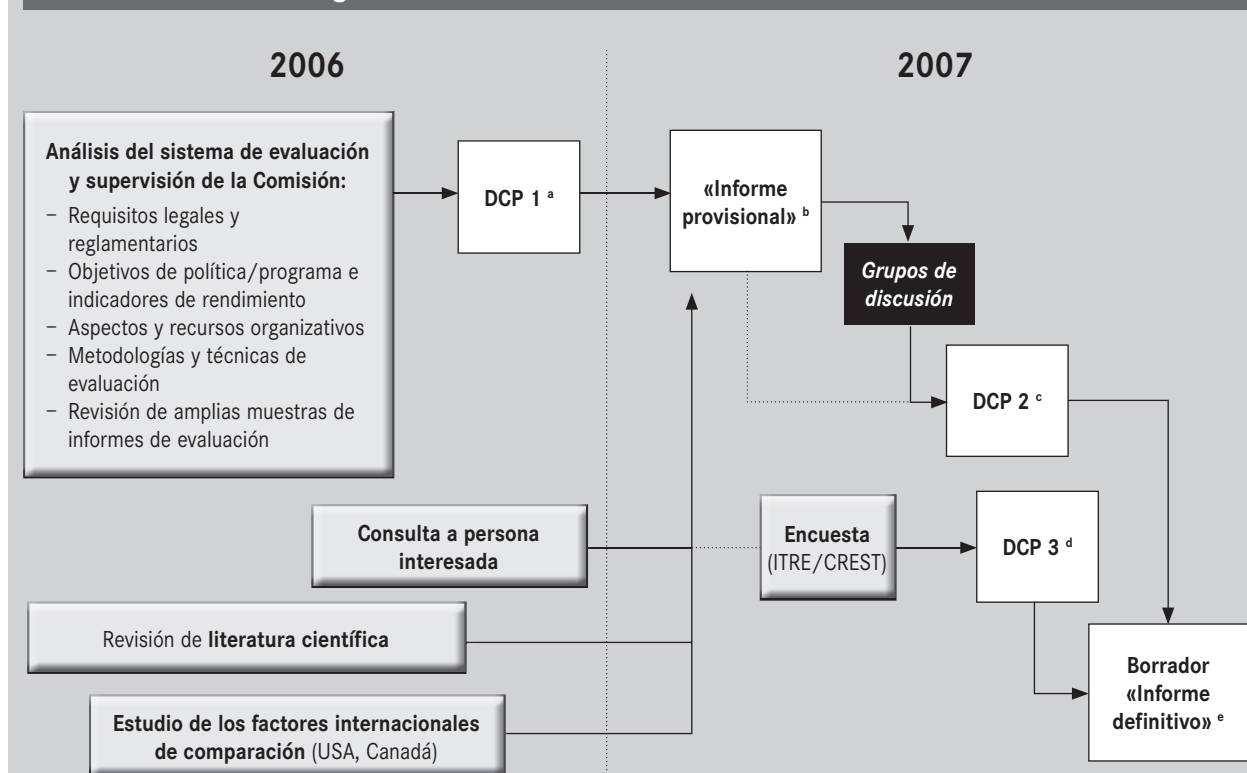 2006
2007
Análisis del sistema de evaluación
y supervisión de la Comisión:
– Requisitos legales y
reglamentarios
– Objetivos de política/programa e
indicadores de rendimiento
– Aspectos y recursos organizativos
– Metodologías y técnicas de
evaluación
– Revisión de amplias muestras de
informes de evaluación
DCP 1 a
«Informe
provisional» b
Grupos de
discusión
DCP 2 c
Consulta a persona
interesada
Encuesta
(ITRE/CREST)
DCP 3 d
Revisión de literatura científica
Estudio de los factores internacionales
de comparación (USA, Canadá)
Borrador
«Informe
definitivo» e